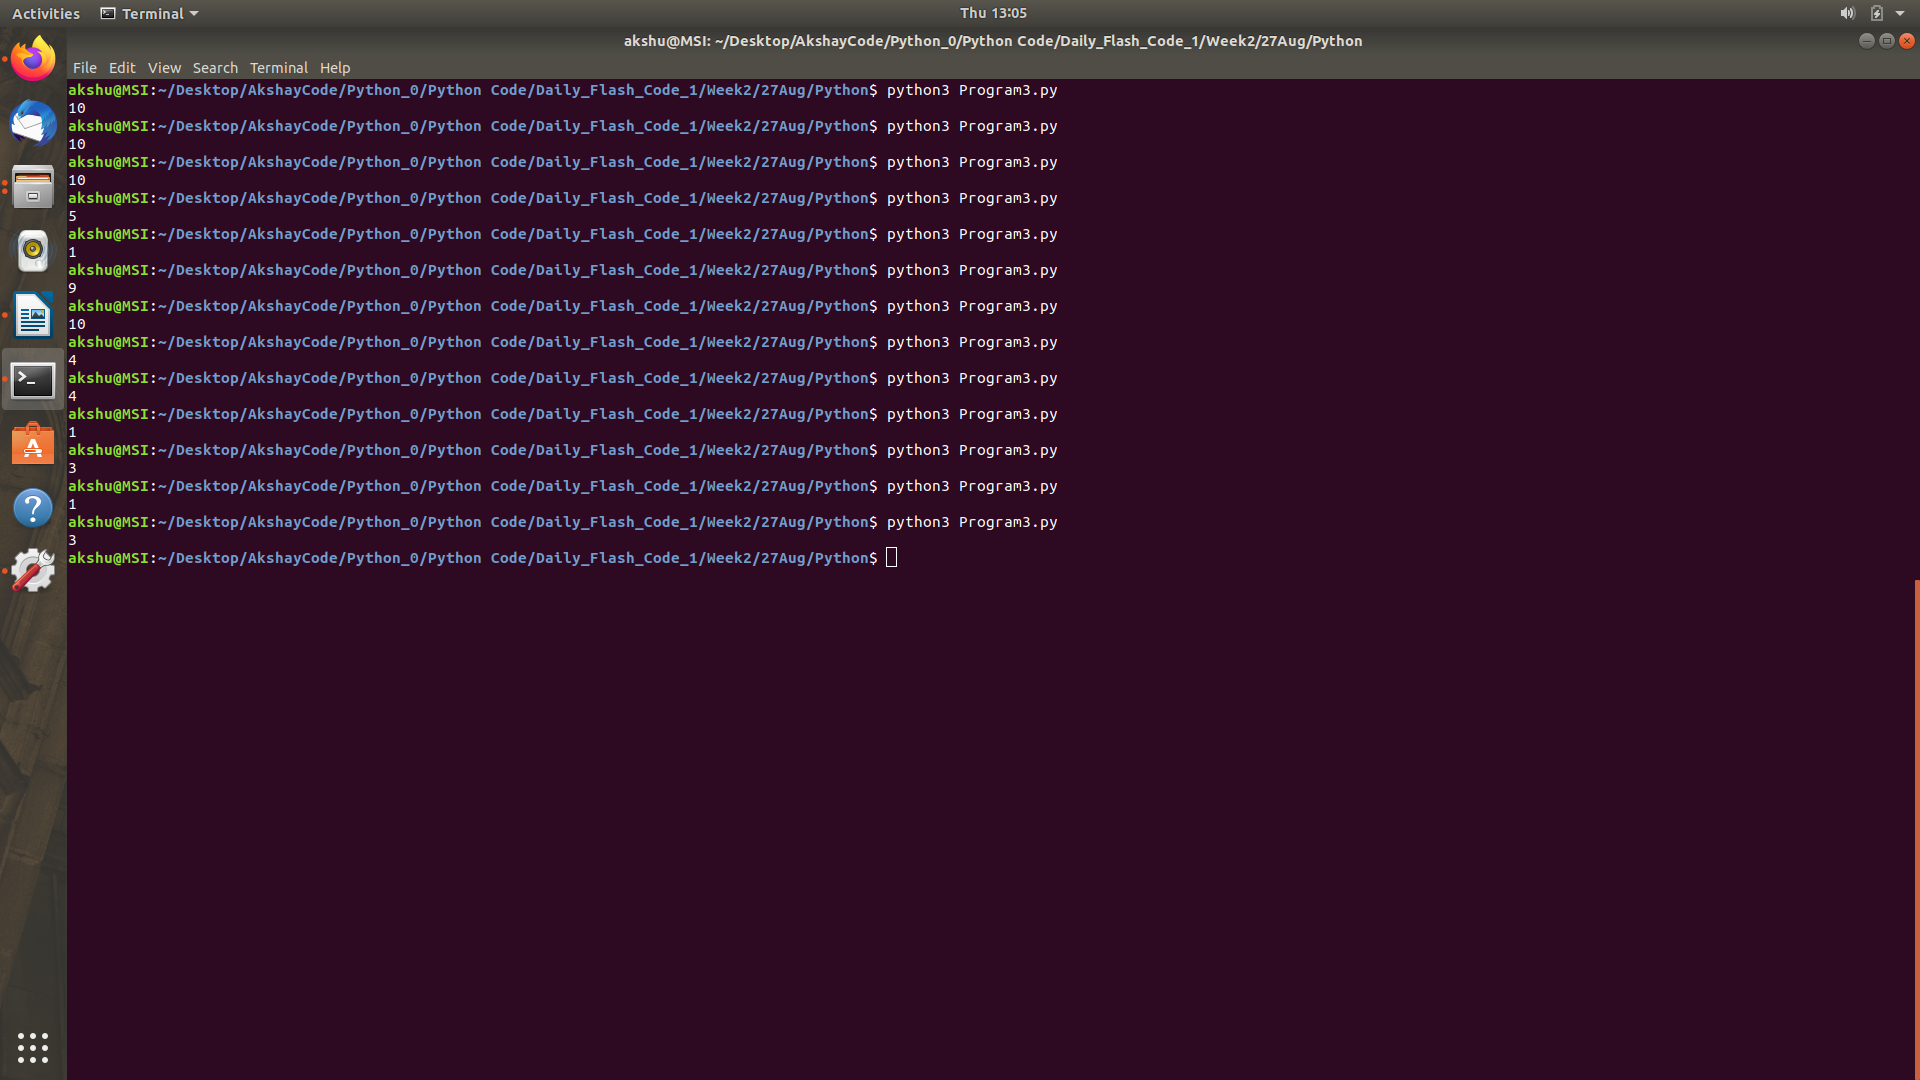 Activities Terminal Thu 13:05
akshu@MSI: ~/Desktop/AkshayCode/Python_0/Python Code/Daily_Flash_Code_1/Week2/27Aug/Python
File Edit View Search Terminal Help
akshu@MSI:~/Desktop/AkshayCode/Python_0/Python Code/Daily_Flash_Code_1/Week2/27Aug/Python$ python3 Program3.py
10
akshu@MSI:~/Desktop/AkshayCode/Python_0/Python Code/Daily_Flash_Code_1/Week2/27Aug/Python$ python3 Program3.py
10
akshu@MSI:~/Desktop/AkshayCode/Python_0/Python Code/Daily_Flash_Code_1/Week2/27Aug/Python$ python3 Program3.py
10
akshu@MSI:~/Desktop/AkshayCode/Python_0/Python Code/Daily_Flash_Code_1/Week2/27Aug/Python$ python3 Program3.py
5
akshu@MSI:~/Desktop/AkshayCode/Python_0/Python Code/Daily_Flash_Code_1/Week2/27Aug/Python$ python3 Program3.py
1
akshu@MSI:~/Desktop/AkshayCode/Python_0/Python Code/Daily_Flash_Code_1/Week2/27Aug/Python$ python3 Program3.py
9
akshu@MSI:~/Desktop/AkshayCode/Python_0/Python Code/Daily_Flash_Code_1/Week2/27Aug/Python$ python3 Program3.py
10
akshu@MSI:~/Desktop/AkshayCode/Python_0/Python Code/Daily_Flash_Code_1/Week2/27Aug/Python$ python3 Program3.py
4
akshu@MSI:~/Desktop/AkshayCode/Python_0/Python Code/Daily_Flash_Code_1/Week2/27Aug/Python$ python3 Program3.py
4
akshu@MSI:~/Desktop/AkshayCode/Python_0/Python Code/Daily_Flash_Code_1/Week2/27Aug/Python$ python3 Program3.py
1
akshu@MSI:~/Desktop/AkshayCode/Python_0/Python Code/Daily_Flash_Code_1/Week2/27Aug/Python$ python3 Program3.py
3
akshu@MSI:~/Desktop/AkshayCode/Python_0/Python Code/Daily_Flash_Code_1/Week2/27Aug/Python$ python3 Program3.py
1
akshu@MSI:~/Desktop/AkshayCode/Python_0/Python Code/Daily_Flash_Code_1/Week2/27Aug/Python$ python3 Program3.py
3
akshu@MSI:~/Desktop/AkshayCode/Python_0/Python Code/Daily_Flash_Code_1/Week2/27Aug/Python$